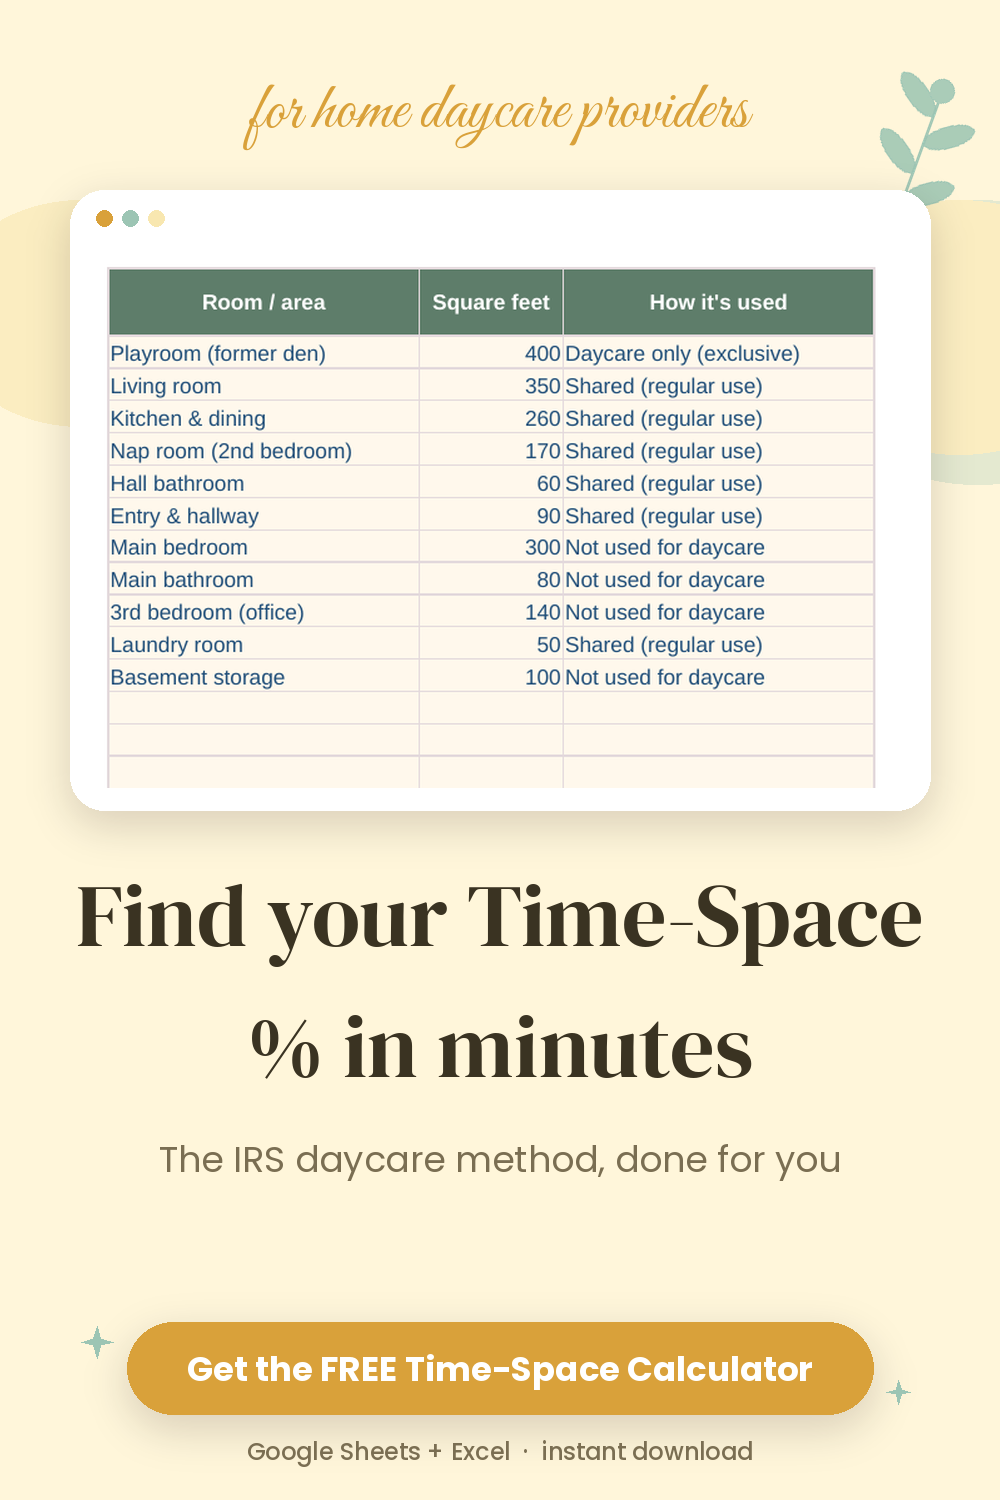 for home daycare providers
Room / area Square feet How it's used
Playroom (former den) 400 Daycare only (exclusive)
Living room 350 Shared (regular use)
Kitchen & dining 260 Shared (regular use)
Nap room (2nd bedroom) 170 Shared (regular use)
Hall bathroom 60 Shared (regular use)
Entry & hallway 90 Shared (regular use)
Main bedroom 300 Not used for daycare
Main bathroom 80 Not used for daycare
3rd bedroom (office) 140 Not used for daycare
Laundry room 50 Shared (regular use)
Basement storage 100 Not used for daycare
Find your Time-Space
% in minutes
The IRS daycare method, done for you
Get the FREE Time-Space Calculator
Google Sheets + Excel · instant download